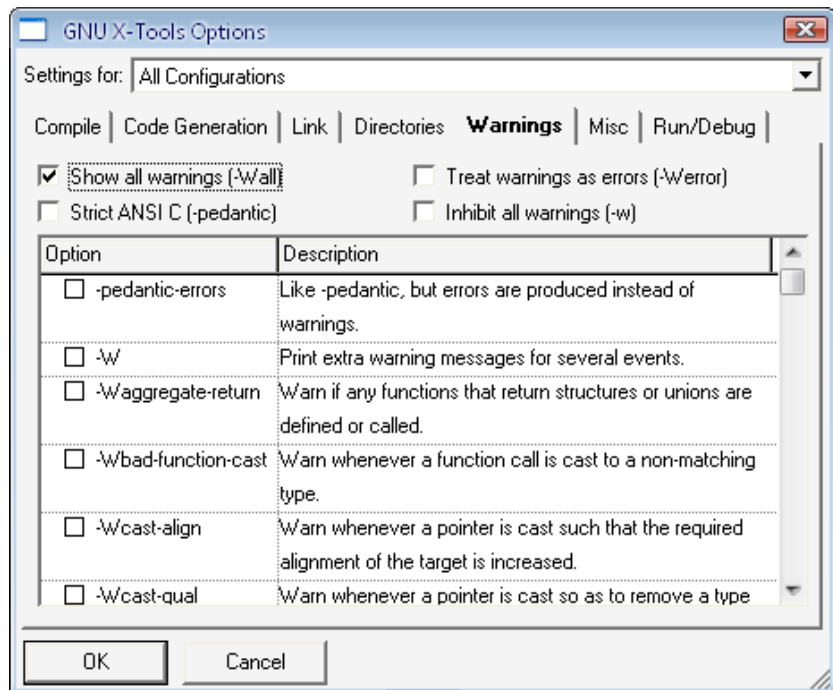 GNU X-Tools Options
Settings for: All Configurations
Compile Code Generation Link Directories Warnings Misc Run/Debug
Show all warnings (-Wall) Treat warnings as errors (-Werror)
Strict ANSI C (-pedantic) Inhibit all warnings (-w)
Option Description
-pedantic-errors Like -pedantic, but errors are produced instead of
warnings.
-W Print extra warning messages for several events.
-Waggregate-return Warn if any functions that return structures or unions are
defined or called.
-Wbad-function-cast Warn whenever a function call is cast to a non-matching
type.
-Wcast-align Warn whenever a pointer is cast such that the required
alignment of the target is increased.
-Wcast-qual Warn whenever a pointer is cast so as to remove a type
OK Cancel